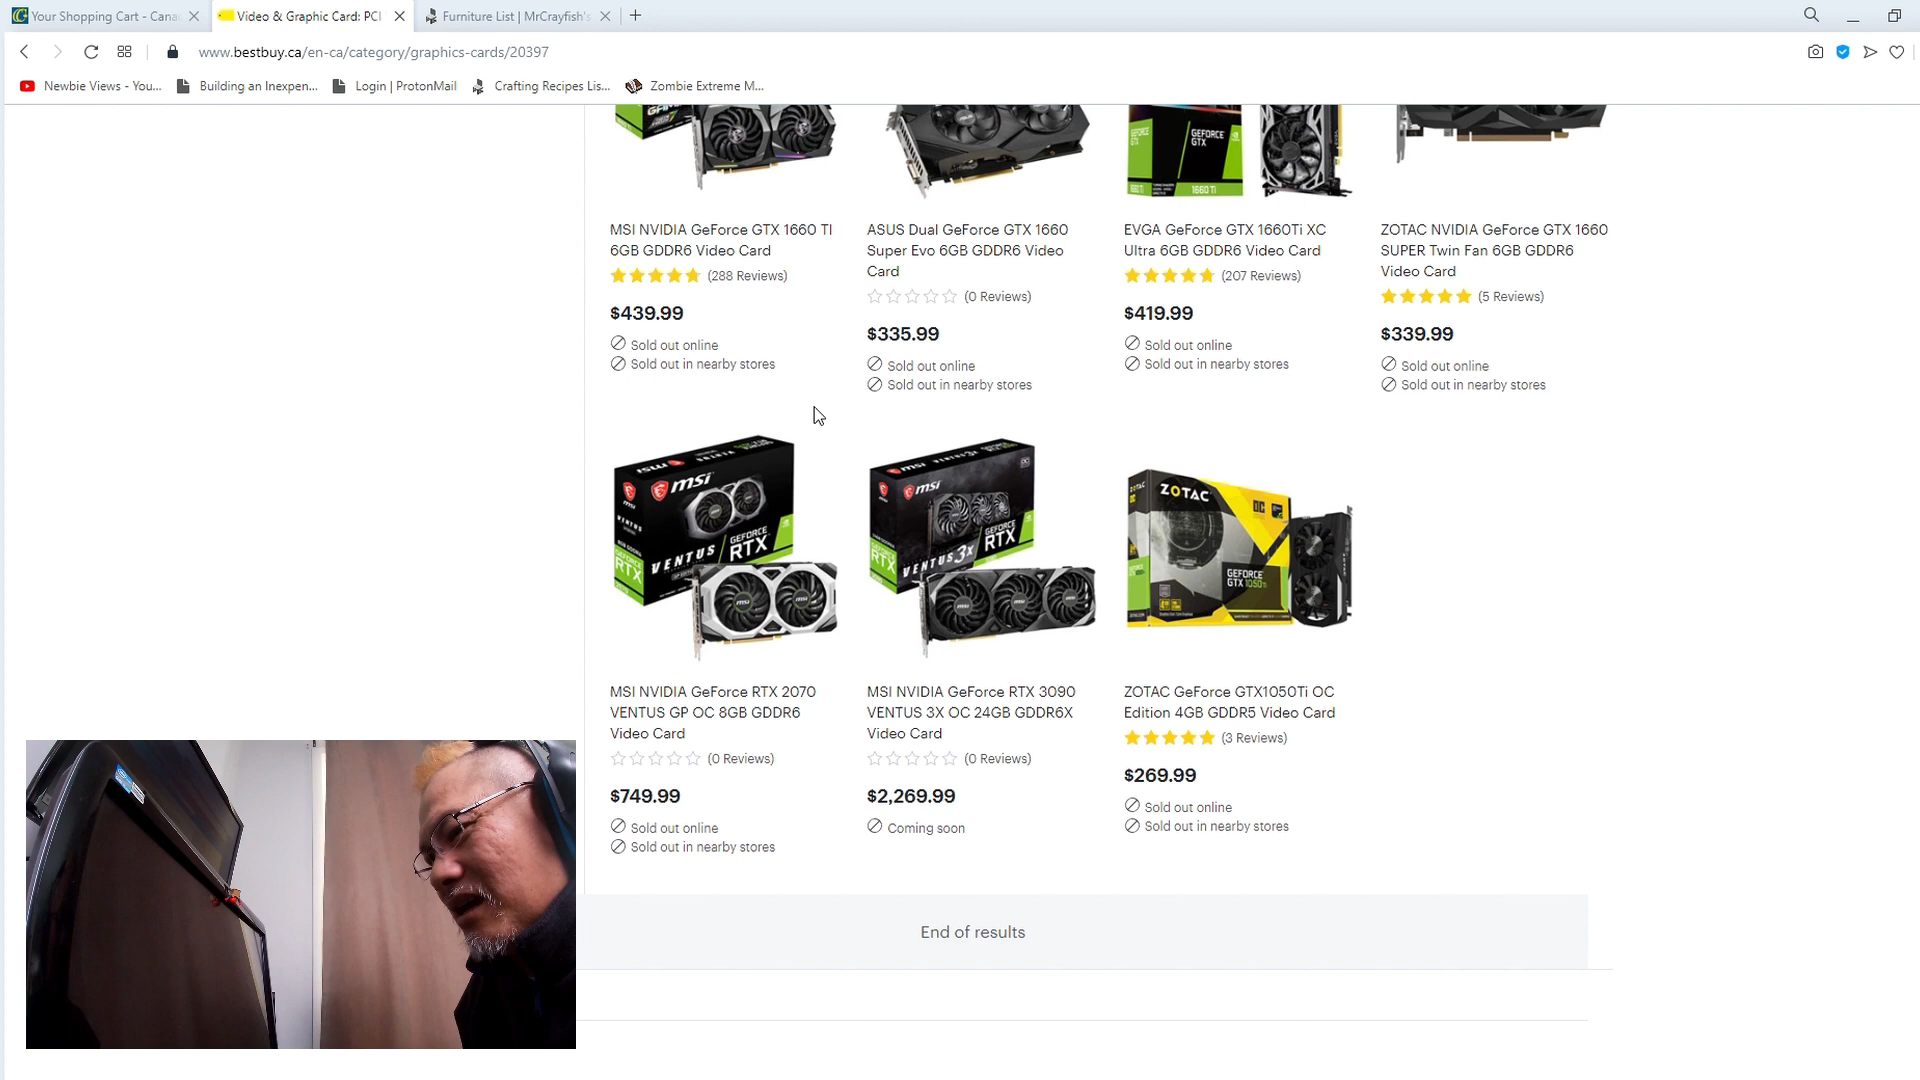 Your Shopping Cart - Cana
Video & Graphic Card: PCI
Furniture List | MrCrayfish's
www.bestbuy.ca/en-ca/category/graphics-cards/20397
Newbie Views - You...
Building an Inexpen...
Login | ProtonMail
Crafting Recipes Lis...
Zombie Extreme M...
GEFORCE GTX
1660 TI
1660 TI
MSI NVIDIA GeForce GTX 1660 TI
6GB GDDR6 Video Card
(288 Reviews)
$439.99
Sold out online
Sold out in nearby stores
ASUS Dual GeForce GTX 1660
Super Evo 6GB GDDR6 Video
Card
(0 Reviews)
$335.99
Sold out online
Sold out in nearby stores
EVGA GeForce GTX 1660Ti XC
Ultra 6GB GDDR6 Video Card
(207 Reviews)
$419.99
Sold out online
Sold out in nearby stores
ZOTAC NVIDIA GeForce GTX 1660
SUPER Twin Fan 6GB GDDR6
Video Card
(5 Reviews)
$339.99
Sold out online
Sold out in nearby stores
msi
VENTUS
GEFORCE
RTX
msi
VENTUS 3X
GEFORCE
RTX
ZOTAC
GEFORCE
GTX 1050 Ti
MSI NVIDIA GeForce RTX 2070
VENTUS GP OC 8GB GDDR6
Video Card
(0 Reviews)
$749.99
Sold out online
Sold out in nearby stores
MSI NVIDIA GeForce RTX 3090
VENTUS 3X OC 24GB GDDR6X
Video Card
(0 Reviews)
$2,269.99
Coming soon
ZOTAC GeForce GTX1050Ti OC
Edition 4GB GDDR5 Video Card
(3 Reviews)
$269.99
Sold out online
Sold out in nearby stores
End of results